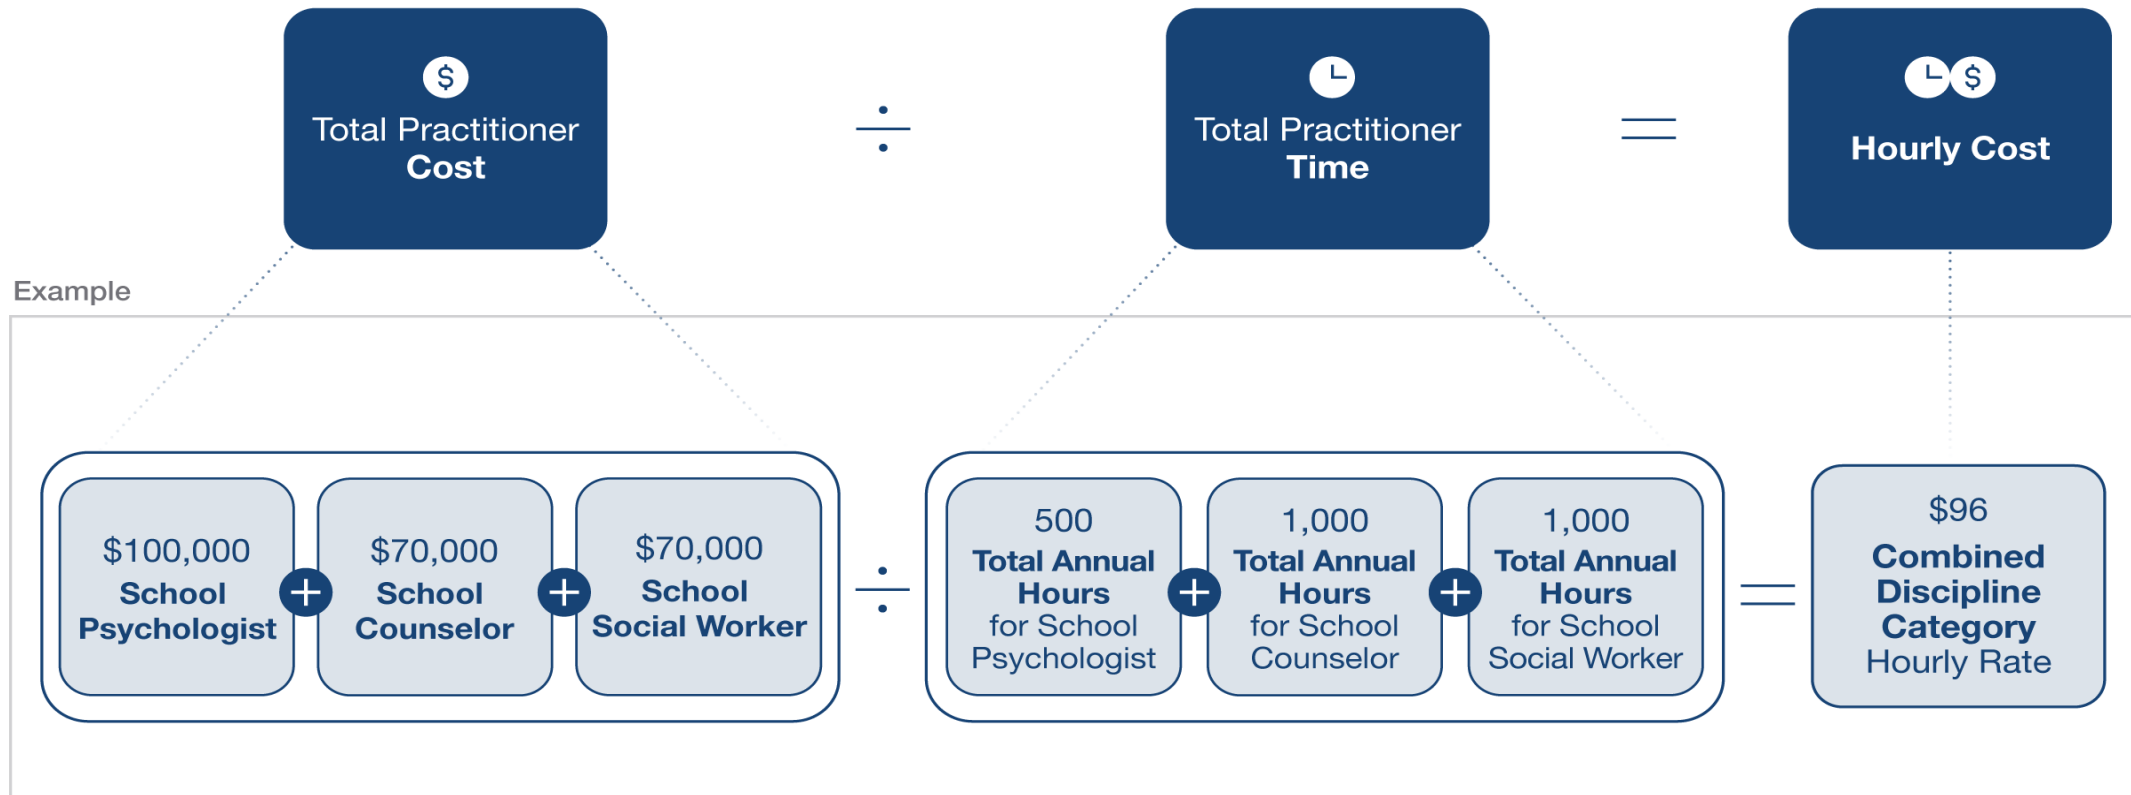 $
Total Practitioner
Cost
÷
Total Practitioner
Time
=
$
Hourly Cost
Example
$100,000
School
Psychologist
+
$70,000
School
Counselor
+
$70,000
School
Social Worker
÷
500
Total Annual
Hours
for School
Psychologist
+
1,000
Total Annual
Hours
for School
Counselor
+
1,000
Total Annual
Hours
for School
Social Worker
=
$96
Combined
Discipline
Category
Hourly Rate